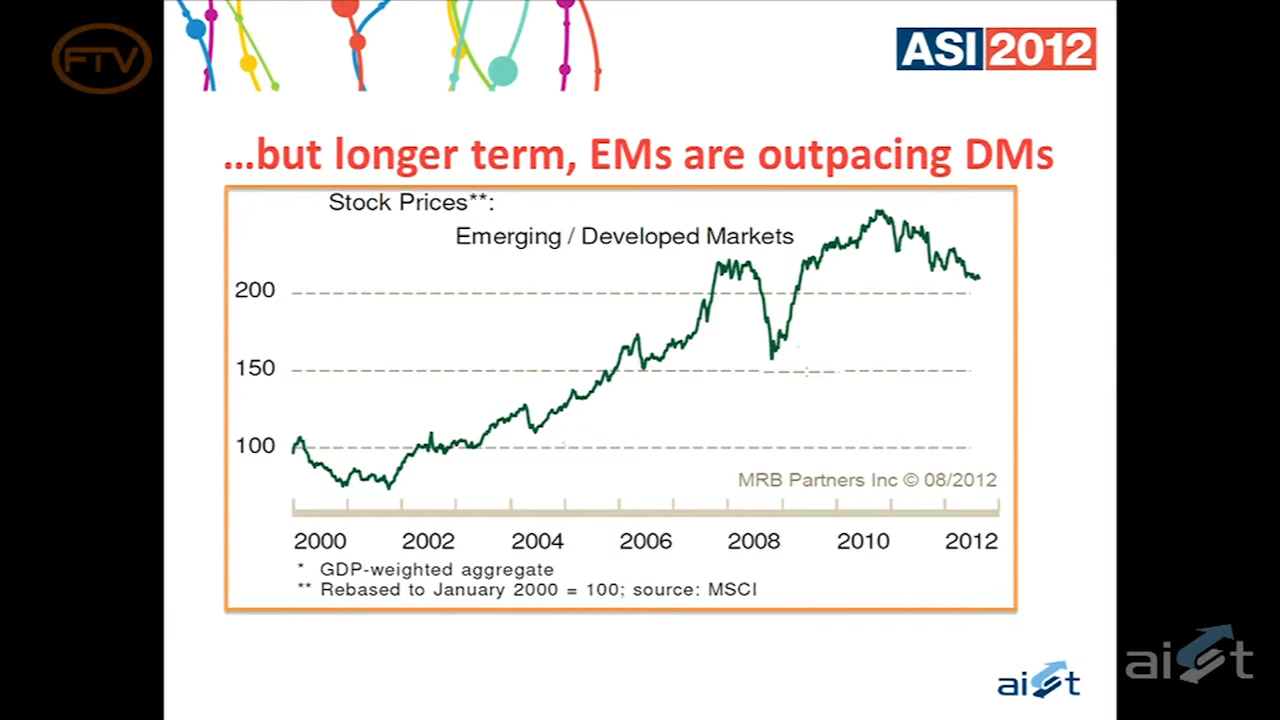 FTV
ASI 2012
...but longer term, EMs are outpacing DMs
Stock Prices**:
Emerging / Developed Markets
200
150
100
MRB Partners Inc © 08/2012
2000 2002 2004 2006 2008 2010 2012
* GDP-weighted aggregate
** Rebased to January 2000 = 100; source: MSCI
aist
aist